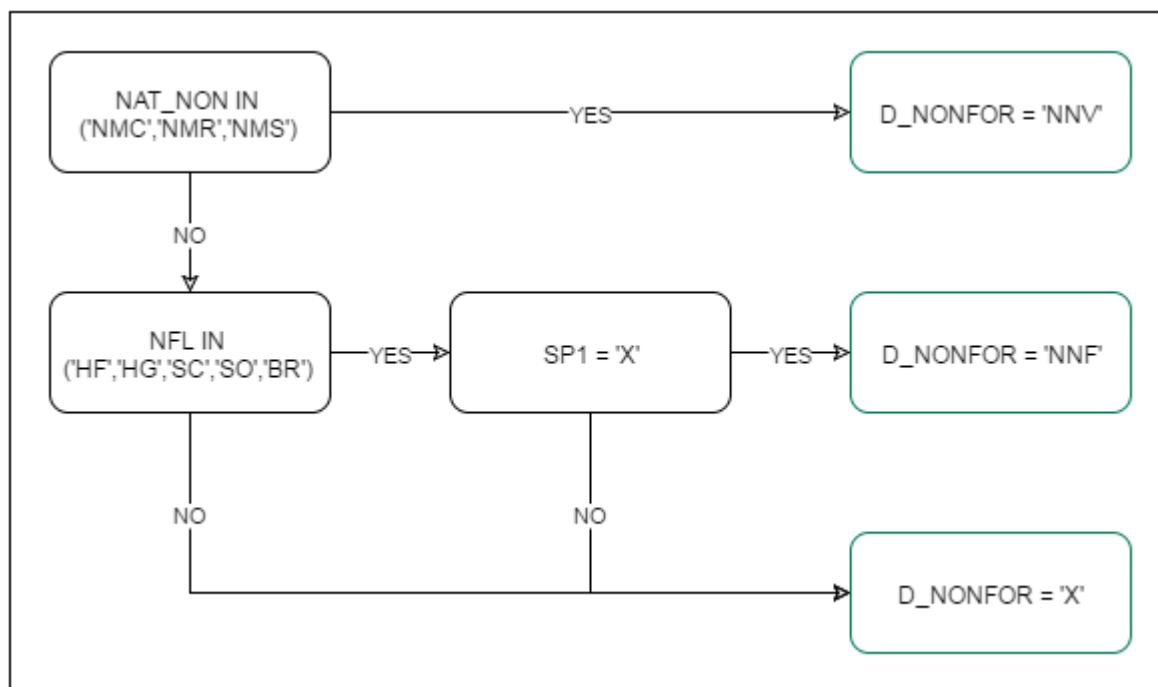 NAT_NON IN
('NMC','NMR','NMS')
YES
D_NONFOR = 'NNV'
NO
NFL IN
('HF','HG','SC','SO','BR')
YES
SP1 = 'X'
YES
D_NONFOR = 'NNF'
NO
NO
D_NONFOR = 'X'